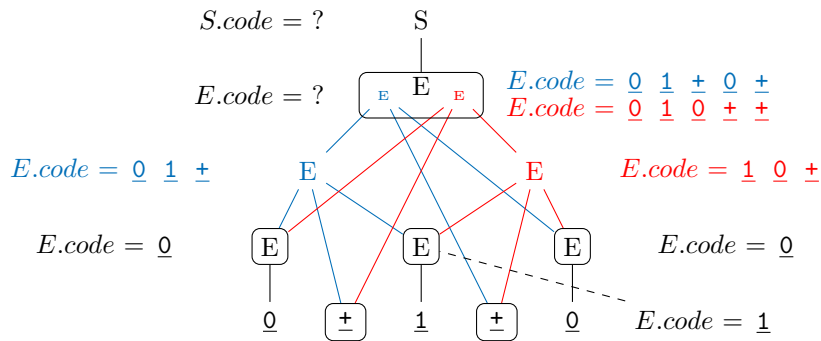 S.code = ? S
E.code = ? E E E E.code = 0 1 + 0 +
E.code = 0 1 0 + +
E.code = 0 1 + E E E.code = 1 0 +
E.code = 0 E E E E.code = 0
0 + 1 + 0 E.code = 1